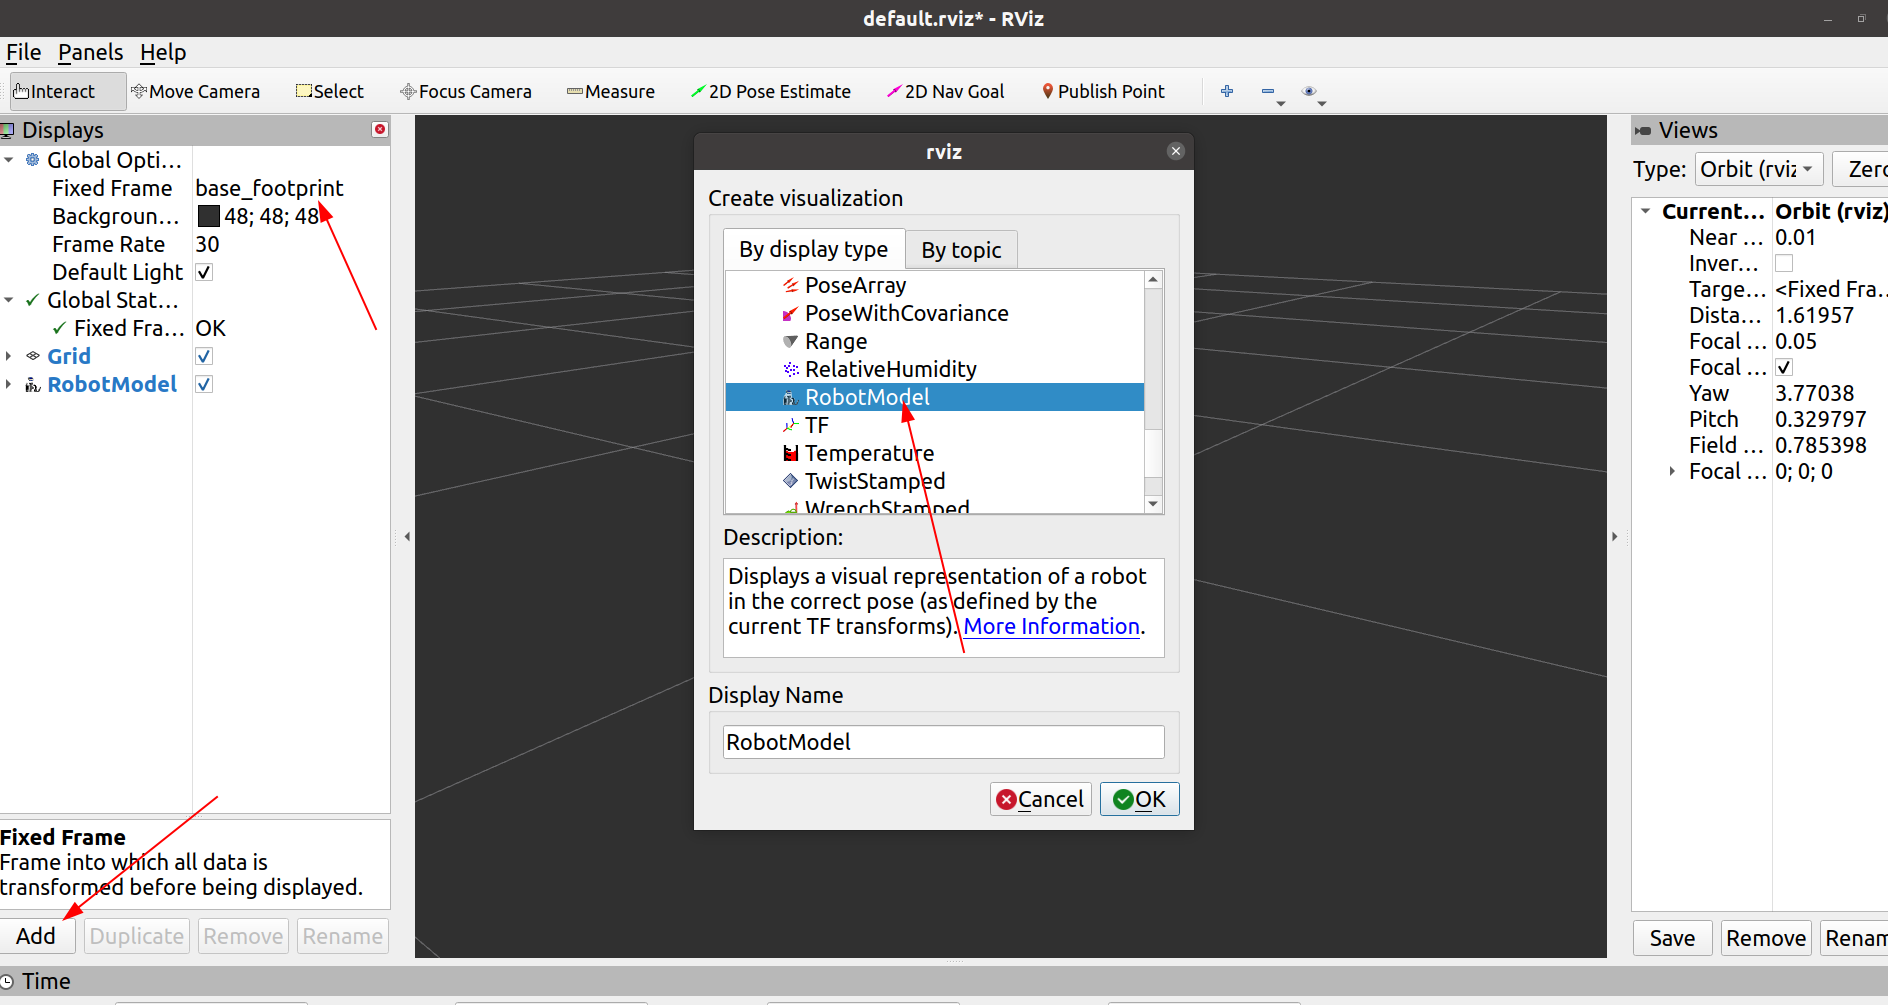 default.rviz* - RViz
File Panels Help
Interact Move Camera Select Focus Camera Measure 2D Pose Estimate 2D Nav Goal Publish Point
Displays
Global Opti...
Fixed Frame base_footprint
Backgroun... 48; 48; 48
Frame Rate 30
Default Light
Global Stat...
Fixed Fra... OK
Grid
RobotModel
Fixed Frame
Frame into which all data is
transformed before being displayed.
Add Duplicate Remove Rename
Time
rviz
Create visualization
By display type By topic
PoseArray
PoseWithCovariance
Range
RelativeHumidity
RobotModel
TF
Temperature
TwistStamped
WrenchStamped
Description:
Displays a visual representation of a robot
in the correct pose (as defined by the
current TF transforms). More Information.
Display Name
RobotModel
Cancel OK
Views
Type: Orbit (rviz Zero
Current... Orbit (rviz)
Near ... 0.01
Inver...
Targe... <Fixed Fra...
Dista... 1.61957
Focal ... 0.05
Focal ...
Yaw 3.77038
Pitch 0.329797
Field ... 0.785398
Focal ... 0; 0; 0
Save Remove Renam